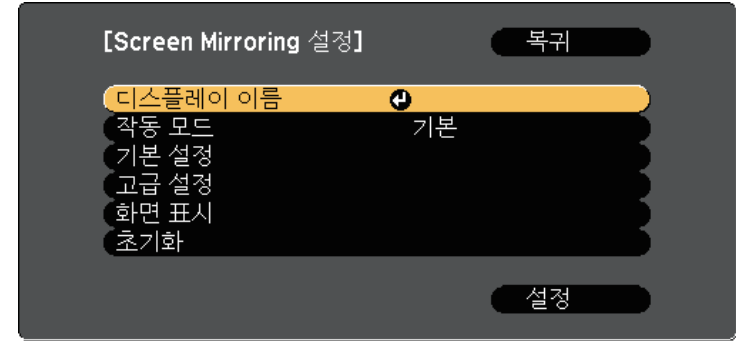 [Screen Mirroring 설정] 복귀
디스플레이 이름
작동 모드 기본
기본 설정
고급 설정
화면 표시
초기화
설정